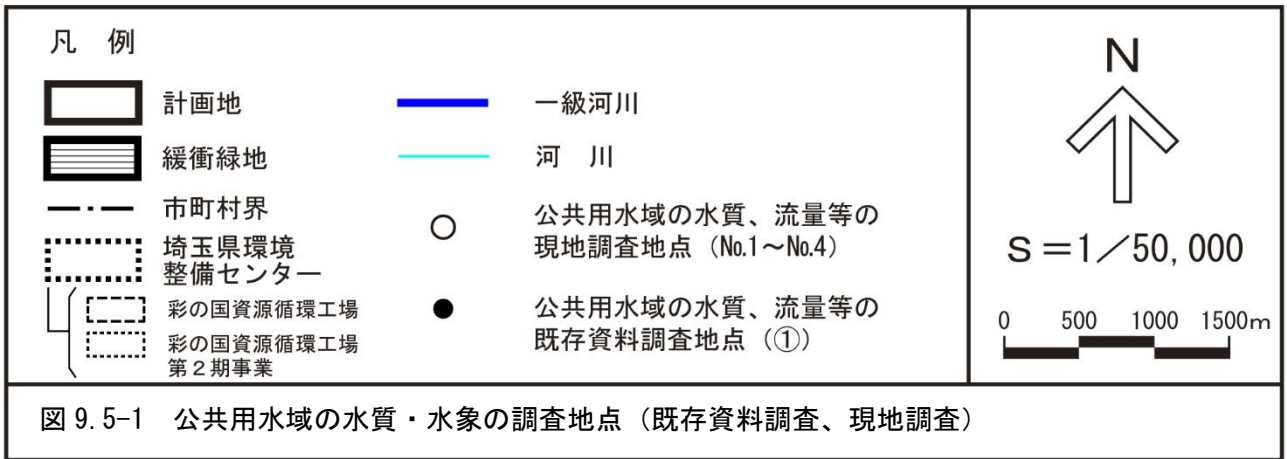 凡　例
計画地
緩衝緑地
市町村界
埼玉県環境
整備センター
彩の国資源循環工場
彩の国資源循環工場
第２期事業
一級河川
河　川
公共用水域の水質、流量等の
現地調査地点（№1～№4）
公共用水域の水質、流量等の
既存資料調査地点（①）
N
S＝1／50,000
0 500 1000 1500m
図 9.5-1　公共用水域の水質・水象の調査地点（既存資料調査、現地調査）